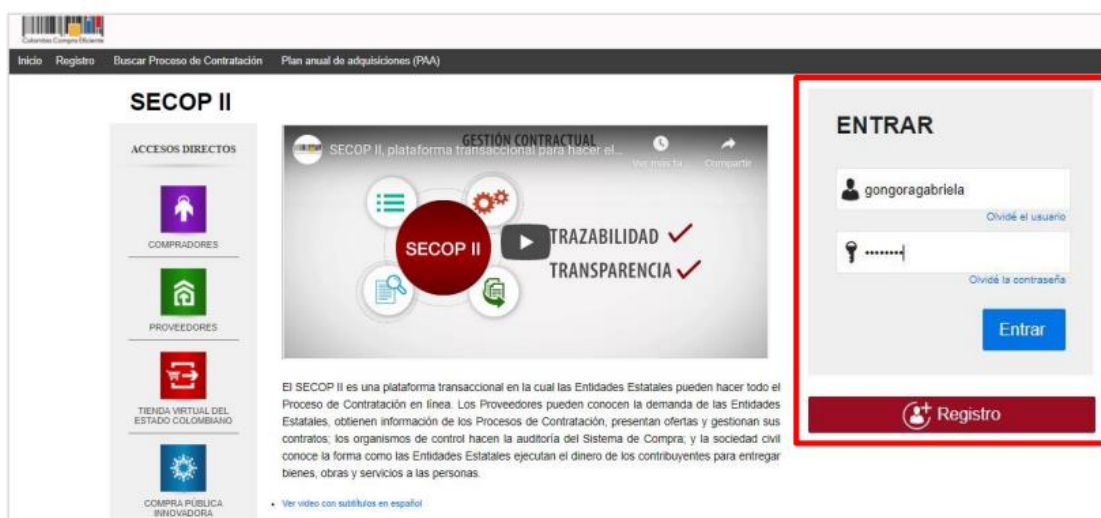 Colombia Compra Eficiente
Inicio Registro Buscar Proceso de Contratación Plan anual de adquisiciones (PAA)
SECOP II
ACCESOS DIRECTOS
COMPRADORES
PROVEEDORES
TIENDA VIRTUAL DEL
ESTADO COLOMBIANO
COMPRA PÚBLICA
INNOVADORA
GESTIÓN CONTRACTUAL
SECOP II, plataforma transaccional para hacer el...
Ver más ta...
Compartir
SECOP II
TRAZABILIDAD
TRANSPARENCIA
El SECOP II es una plataforma transaccional en la cual las Entidades Estatales pueden hacer todo el
Proceso de Contratación en línea. Los Proveedores pueden conocen la demanda de las Entidades
Estatales, obtienen información de los Procesos de Contratación, presentan ofertas y gestionan sus
contratos; los organismos de control hacen la auditoría del Sistema de Compra; y la sociedad civil
conoce la forma como las Entidades Estatales ejecutan el dinero de los contribuyentes para entregar
bienes, obras y servicios a las personas.
Ver video con subtítulos en español
ENTRAR
gongoragabriela
Olvidé el usuario
........
Olvidé la contraseña
Entrar
Registro